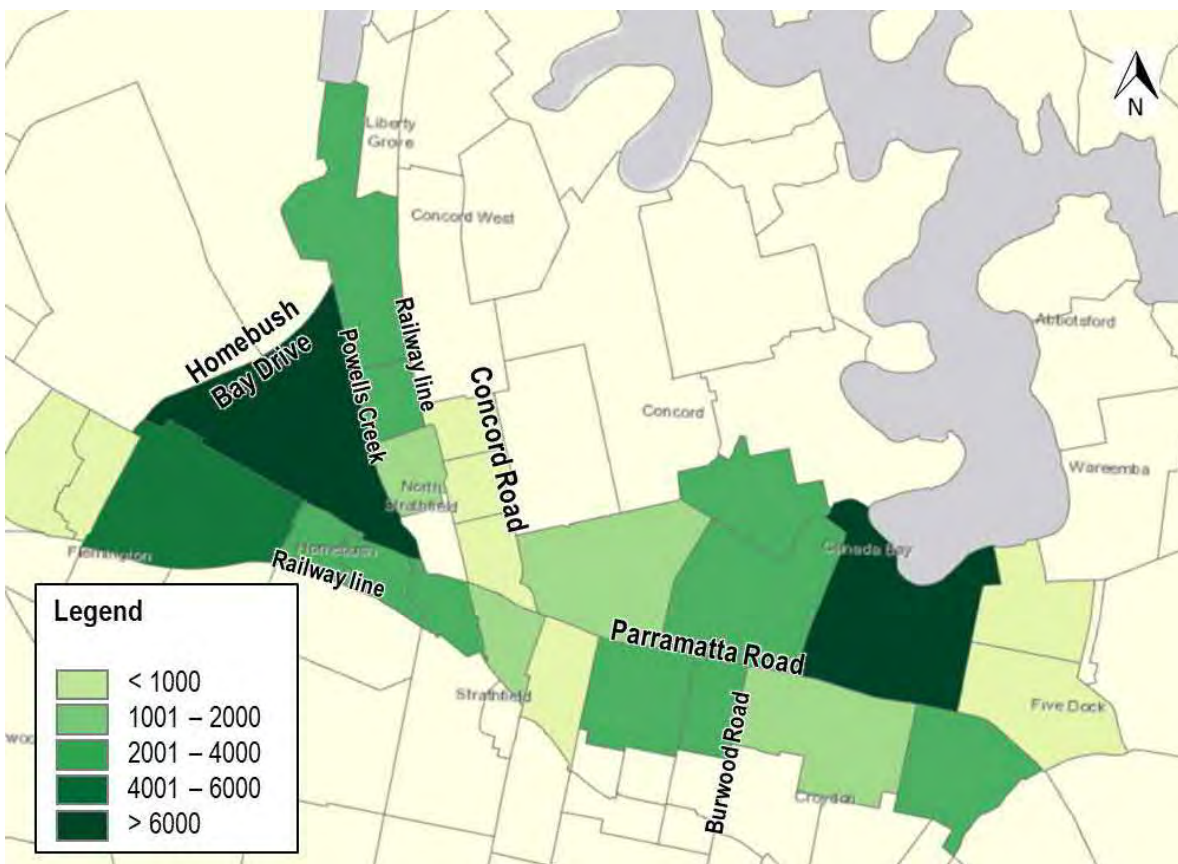 N
Liberty
Grove
Concord West
Homebush
Bay Drive
Railway line
Powells Creek
Concord Road
Abbotsford
Concord
Wareemba
North
Strathfield
Flemington
Homebush
Railway line
Canada Bay
Parramatta Road
Strathfield
Burwood Road
Five Dock
Croydon
Legend
< 1000
1001 – 2000
2001 – 4000
4001 – 6000
> 6000